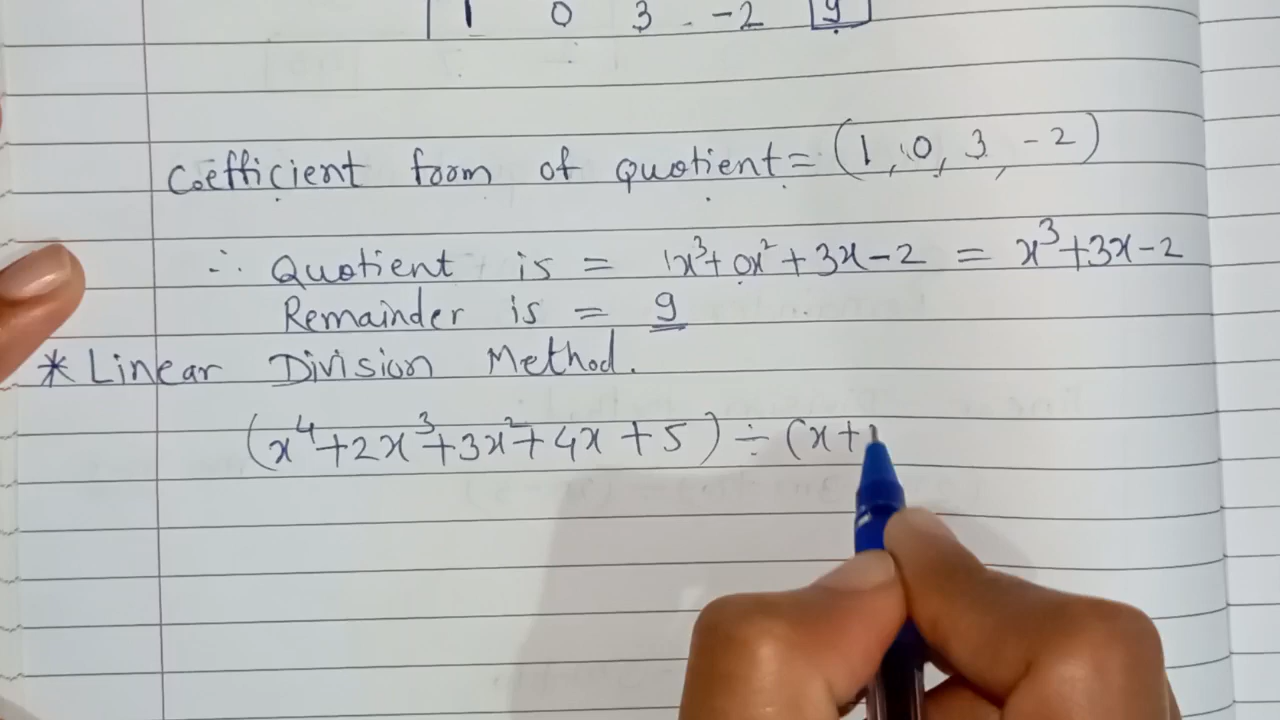 1 0 3 -2 9
Coefficient form of quotient = (1, 0, 3 -2)
∴ Quotient is = 1x³+0x²+3x-2 = x³+3x-2
Remainder is = 9
* Linear Division Method.
(x⁴+2x³+3x²+4x+5) ÷ (x+